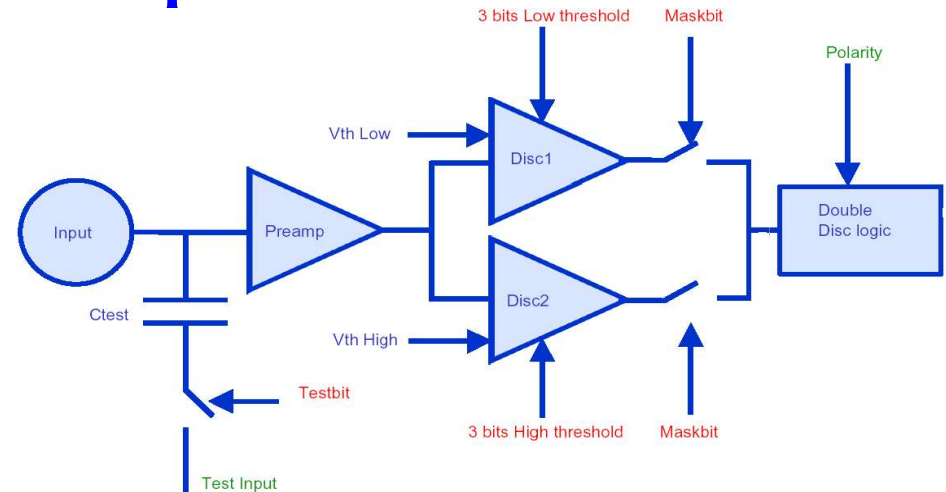 3 bits Low threshold
Maskbit
Polarity
Vth Low
Disc1
Input
Preamp
Double
Disc logic
Ctest
Disc2
Vth High
Testbit
3 bits High threshold
Maskbit
Test Input